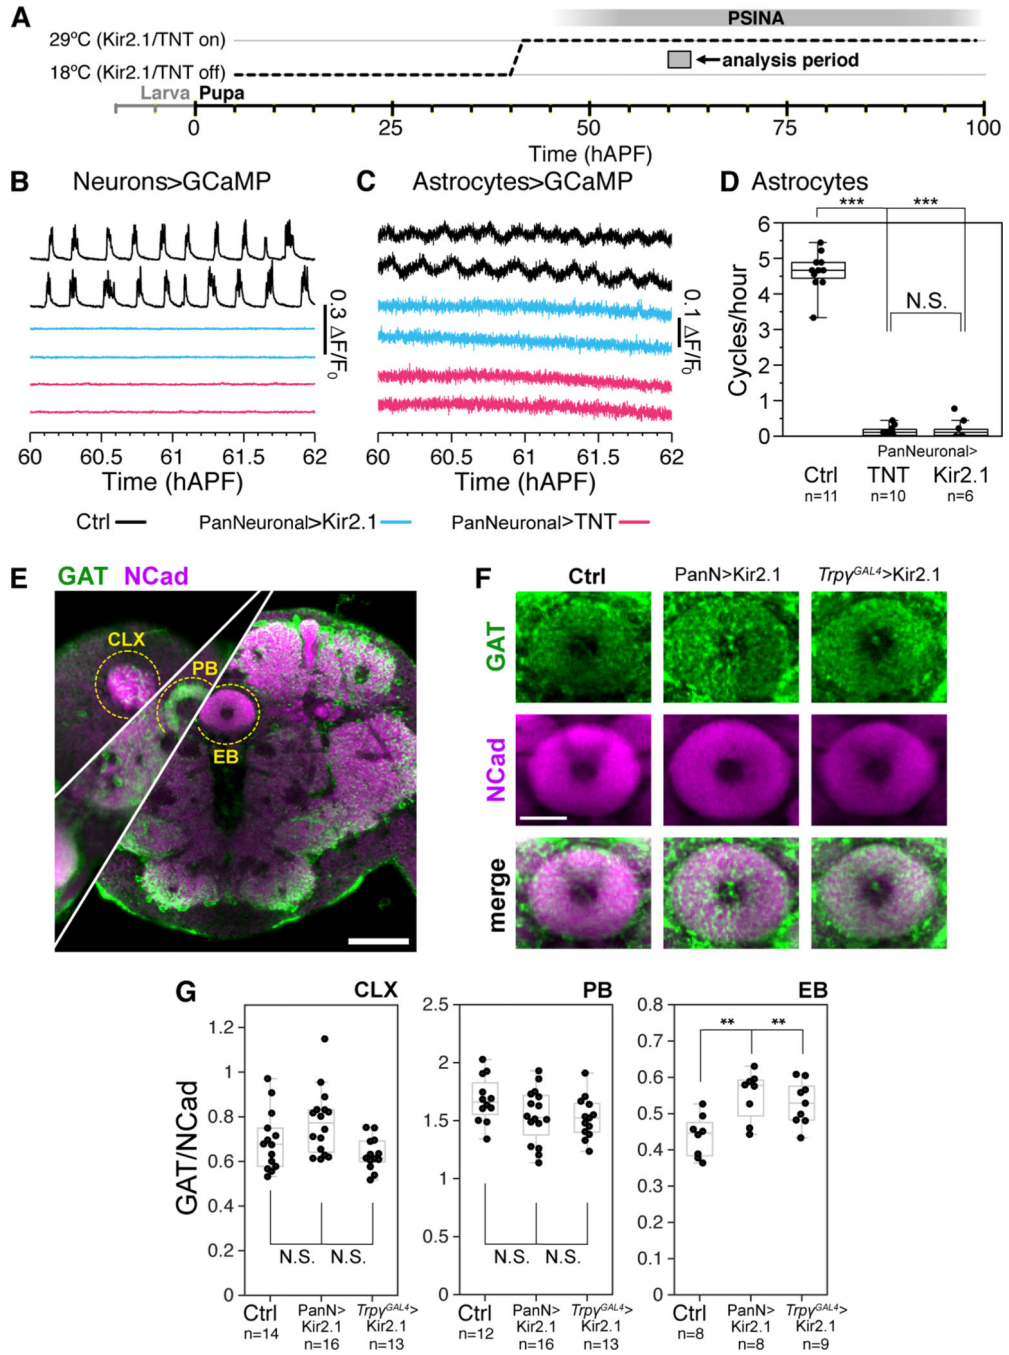 A
PSINA
29°C (Kir2.1/TNT on)
18°C (Kir2.1/TNT off)
analysis period
Larva Pupa
0 25 50 75 100
Time (hAPF)
B Neurons>GCaMP
0.3 ΔF/F0
60 60.5 61 61.5 62
Time (hAPF)
C Astrocytes>GCaMP
0.1 ΔF/F0
60 60.5 61 61.5 62
Time (hAPF)
D Astrocytes
*** ***
N.S.
Cycles/hour
6
5
4
3
2
1
0
PanNeuronal>
Ctrl TNT Kir2.1
n=11 n=10 n=6
Ctrl PanNeuronal>Kir2.1 PanNeuronal>TNT
E GAT NCad
CLX
PB
EB
F Ctrl PanN>Kir2.1 TrpγGAL4>Kir2.1
GAT
NCad
merge
G
GAT/NCad
CLX
1.2
1
0.8
0.6
0.4
0.2
0
N.S. N.S.
Ctrl PanN> TrpγGAL4>
Kir2.1 Kir2.1
n=14 n=16 n=13
PB
2.5
2
1.5
1
0.5
0
N.S. N.S.
Ctrl PanN> TrpγGAL4>
Kir2.1 Kir2.1
n=12 n=16 n=13
EB
0.8
0.7
0.6
0.5
0.4
0.3
0.2
0.1
0
** **
Ctrl PanN> TrpγGAL4>
Kir2.1 Kir2.1
n=8 n=8 n=9